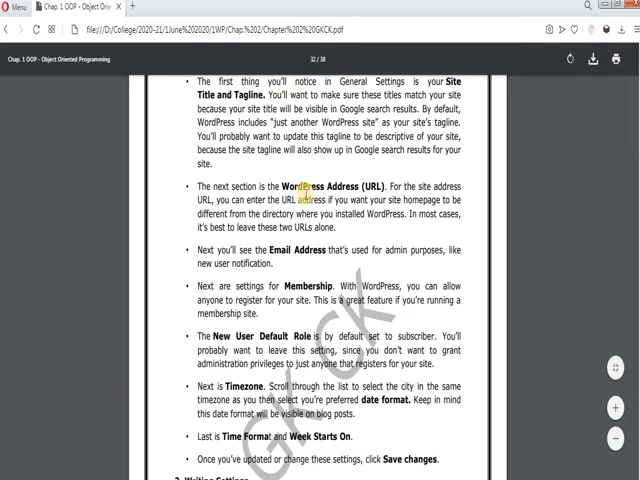 Menu
Chap. 1 OOP - Object Orien
file:///D:/College/2020-21/1June%202020/1WP/Chap.%202/Chapter%202%20GKCK.pdf
Chap. 1 OOP - Object Oriented Programming
32 / 38
• The first thing you'll notice in General Settings is your Site
Title and Tagline. You'll want to make sure these titles match your site
because your site title will be visible in Google search results. By default,
WordPress includes "just another WordPress site" as your site's tagline.
You'll probably want to update this tagline to be descriptive of your site,
because the site tagline will also show up in Google search results for your
site.
• The next section is the WordPress Address (URL). For the site address
URL, you can enter the URL address if you want your site homepage to be
different from the directory where you installed WordPress. In most cases,
it's best to leave these two URLs alone.
• Next you'll see the Email Address that's used for admin purposes, like
new user notification.
• Next are settings for Membership. With WordPress, you can allow
anyone to register for your site. This is a great feature if you're running a
membership site.
• The New User Default Role is by default set to subscriber. You'll
probably want to leave this setting, since you don't want to grant
administration privileges to just anyone that registers for your site.
• Next is Timezone. Scroll through the list to select the city in the same
timezone as you then select you're preferred date format. Keep in mind
this date format will be visible on blog posts.
• Last is Time Format and Week Starts On.
• Once you've updated or change these settings, click Save changes.
2. Writing Settings
GK CK